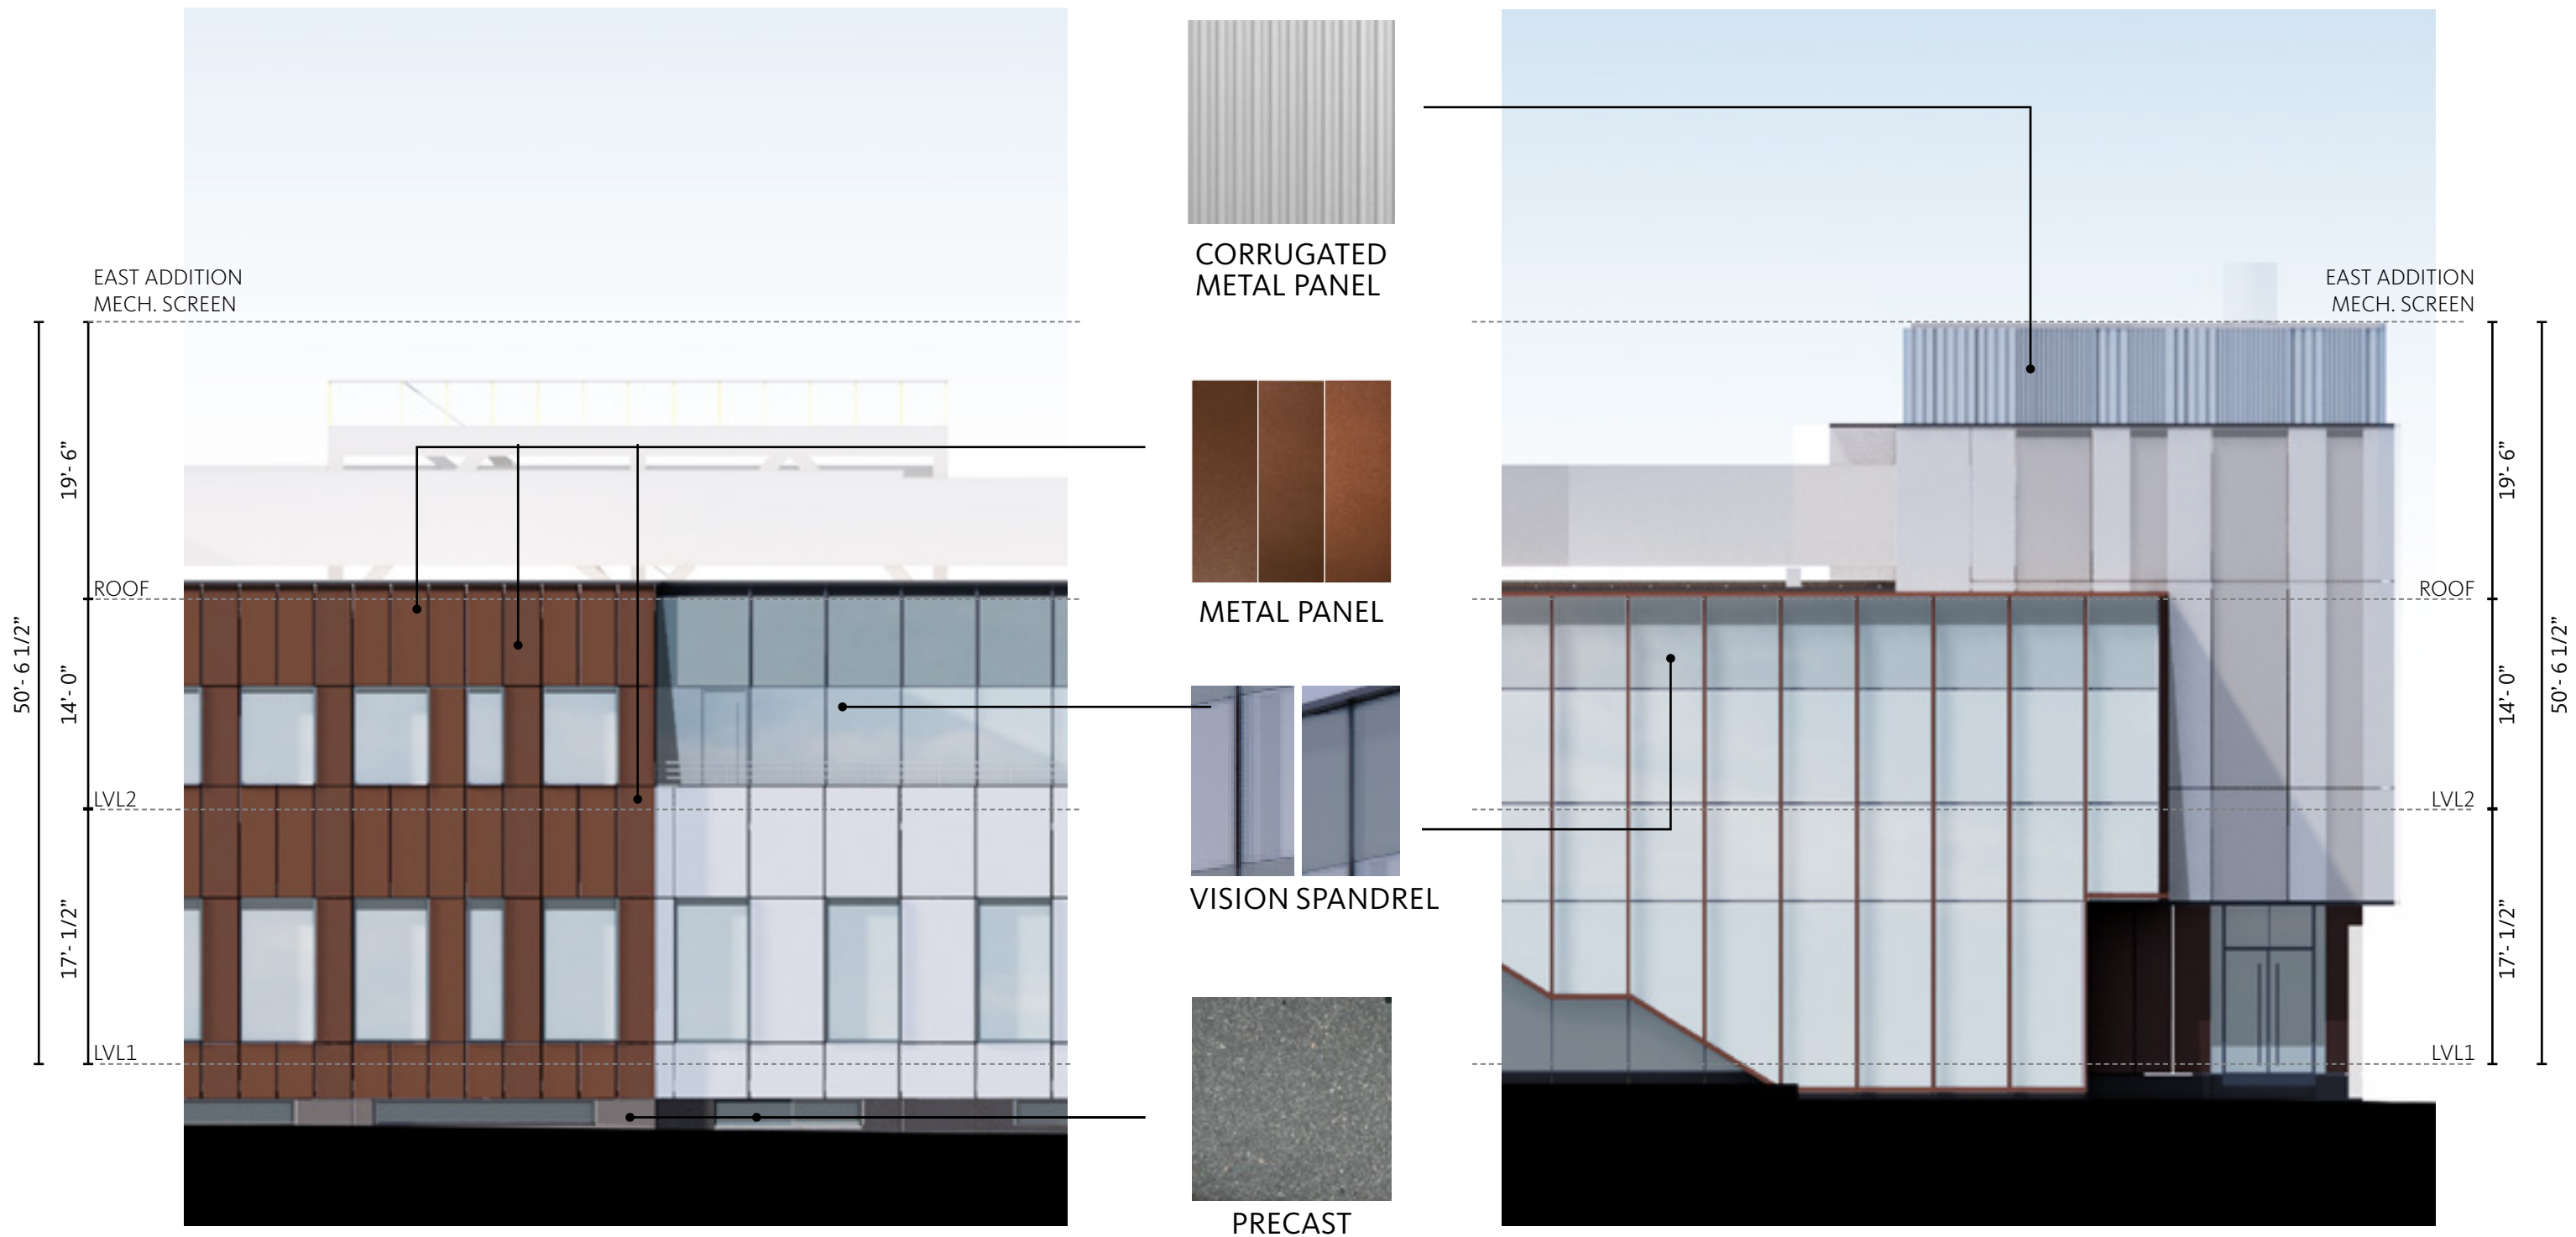 EAST ADDITION
MECH. SCREEN
ROOF
LVL2
LVL1
50'- 6 1/2"
19'- 6"
14'- 0"
17'- 1/2"
CORRUGATED
METAL PANEL
METAL PANEL
VISION SPANDREL
PRECAST
EAST ADDITION
MECH. SCREEN
ROOF
LVL2
LVL1
19'- 6"
14'- 0"
17'- 1/2"
50'- 6 1/2"